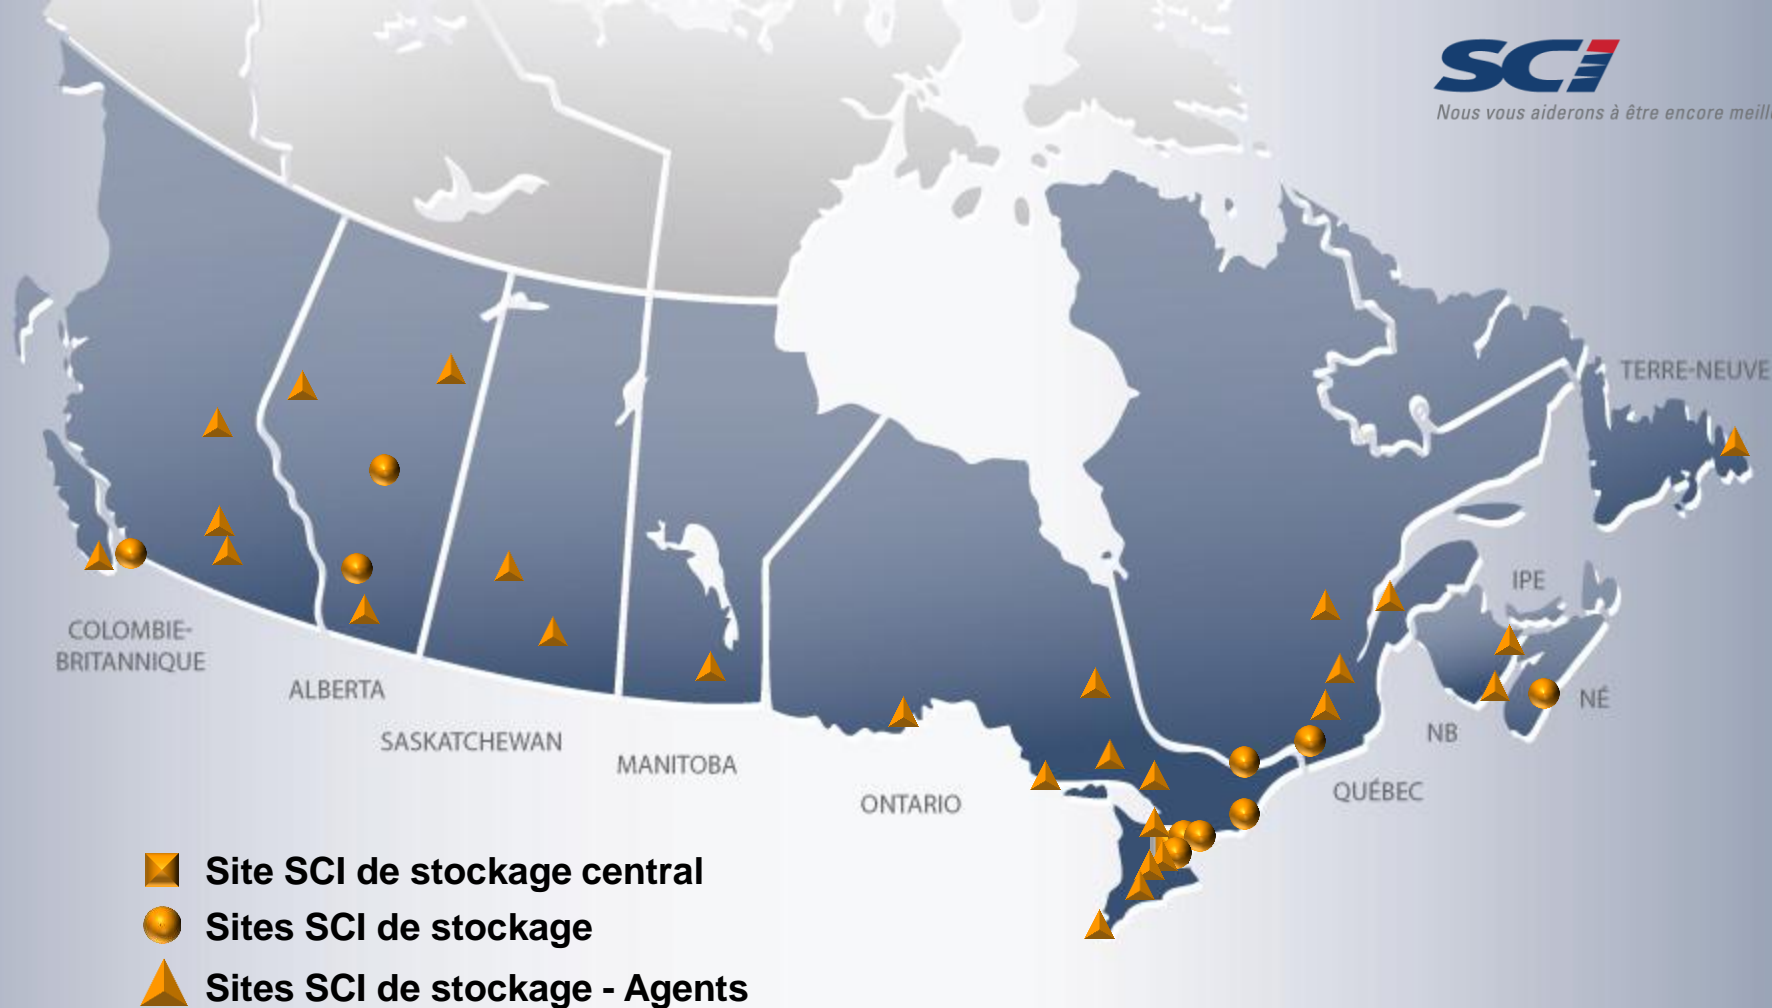 SCI
Nous vous aiderons à être encore
TERRE-NEUVE
IPE
COLOMBIE-
BRITANNIQUE
NÉ
ALBERTA
NB
SASKATCHEWAN
MANITOBA
QUÉBEC
ONTARIO
Site SCI de stockage central
Sites SCI de stockage
Sites SCI de stockage - Agents